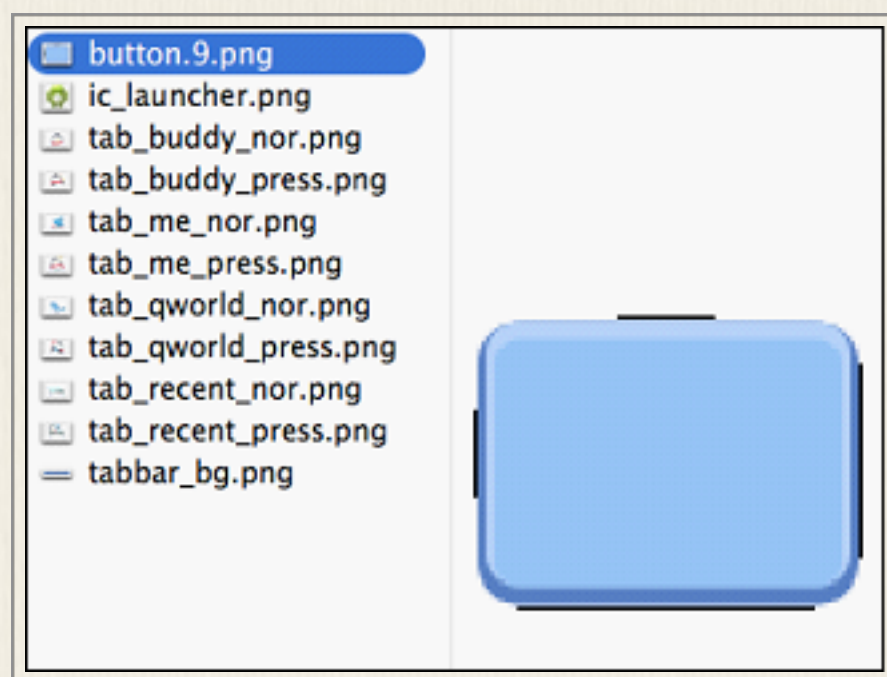 button.9.png
ic_launcher.png
tab_buddy_nor.png
tab_buddy_press.png
tab_me_nor.png
tab_me_press.png
tab_qworld_nor.png
tab_qworld_press.png
tab_recent_nor.png
tab_recent_press.png
tabbar_bg.png